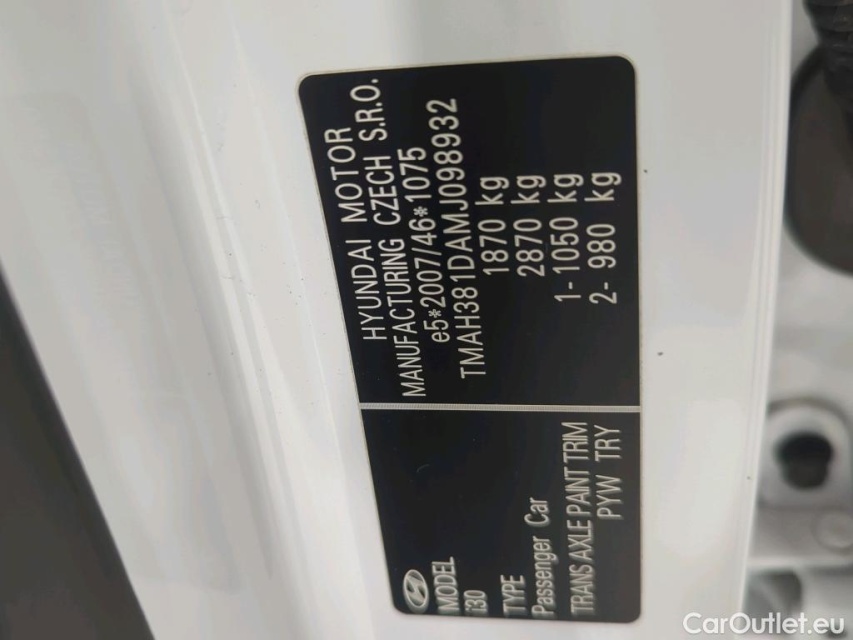 HYUNDAI MOTOR
MANUFACTURING CZECH S.R.O.
e5*2007/46*1075
TMAH381DAMJ098932
1870 kg
2870 kg
1- 1050 kg
2- 980 kg
MODEL
I30
TYPE
Passenger Car
TRANS AXLE PAINT TRIM
PYW TRY
CarOutlet.eu